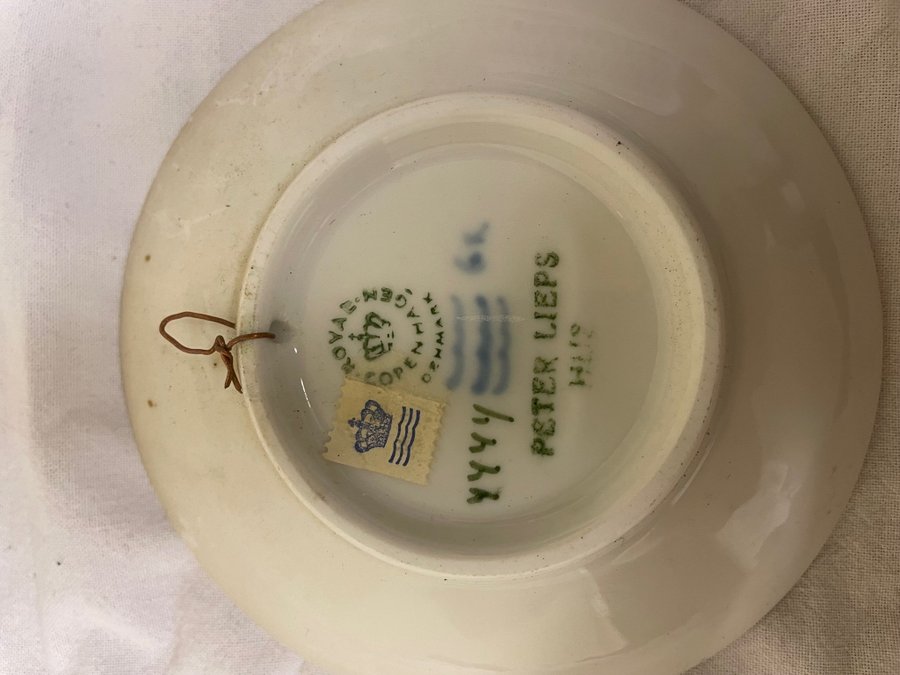 ROYAL
COPENHAGEN
DENMARK
PETER LIEPS
HUS